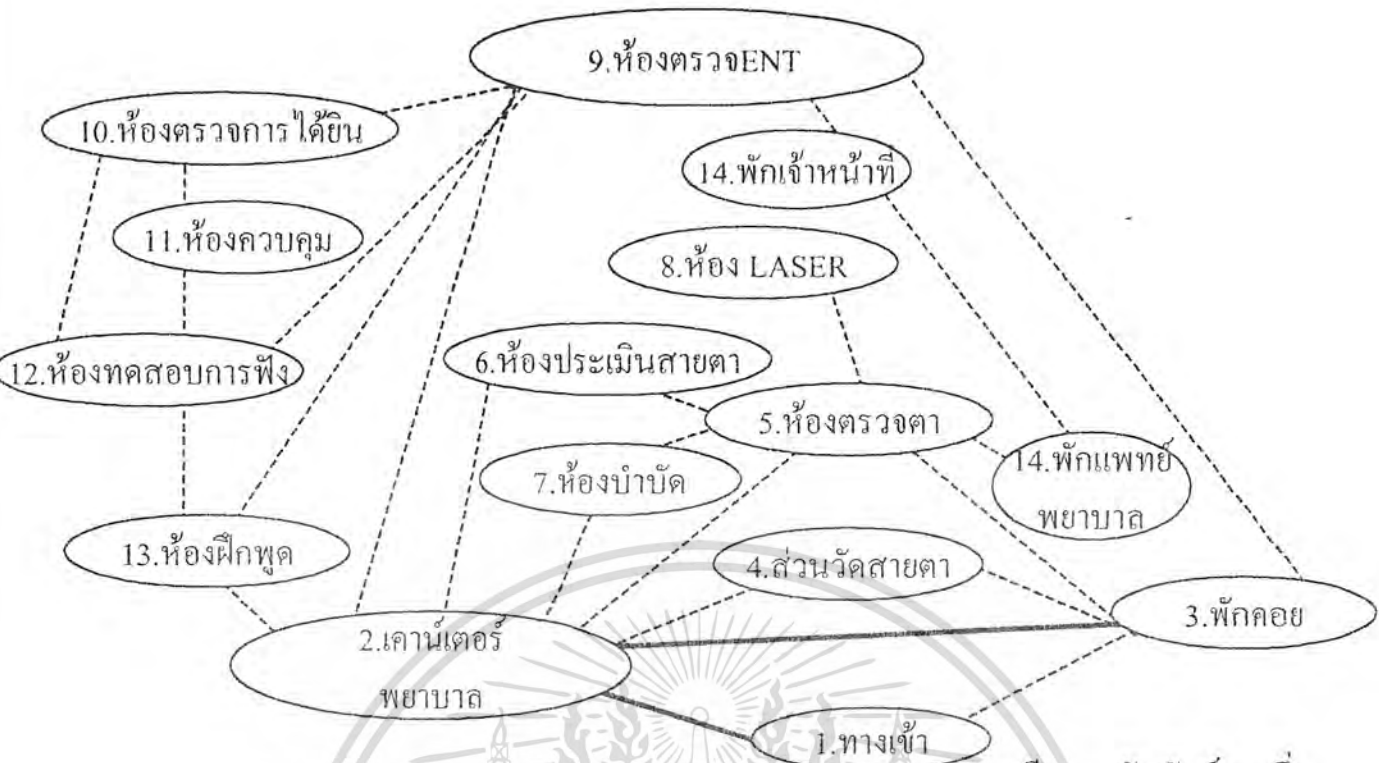 9.ห้องตรวจENT
10.ห้องตรวจการได้ยิน
14.พักเจ้าหน้าที่
11.ห้องควบคุม
8.ห้อง LASER
6.ห้องประเมินสายตา
12.ห้องทดสอบการฟัง
5.ห้องตรวจตา
14.พักแพทย์
พยาบาล
7.ห้องบำบัด
13.ห้องฝึกพูด
4.ส่วนวัดสายตา
3.พักคอย
2.เคาน์เตอร์
พยาบาล
1.ทางเข้า